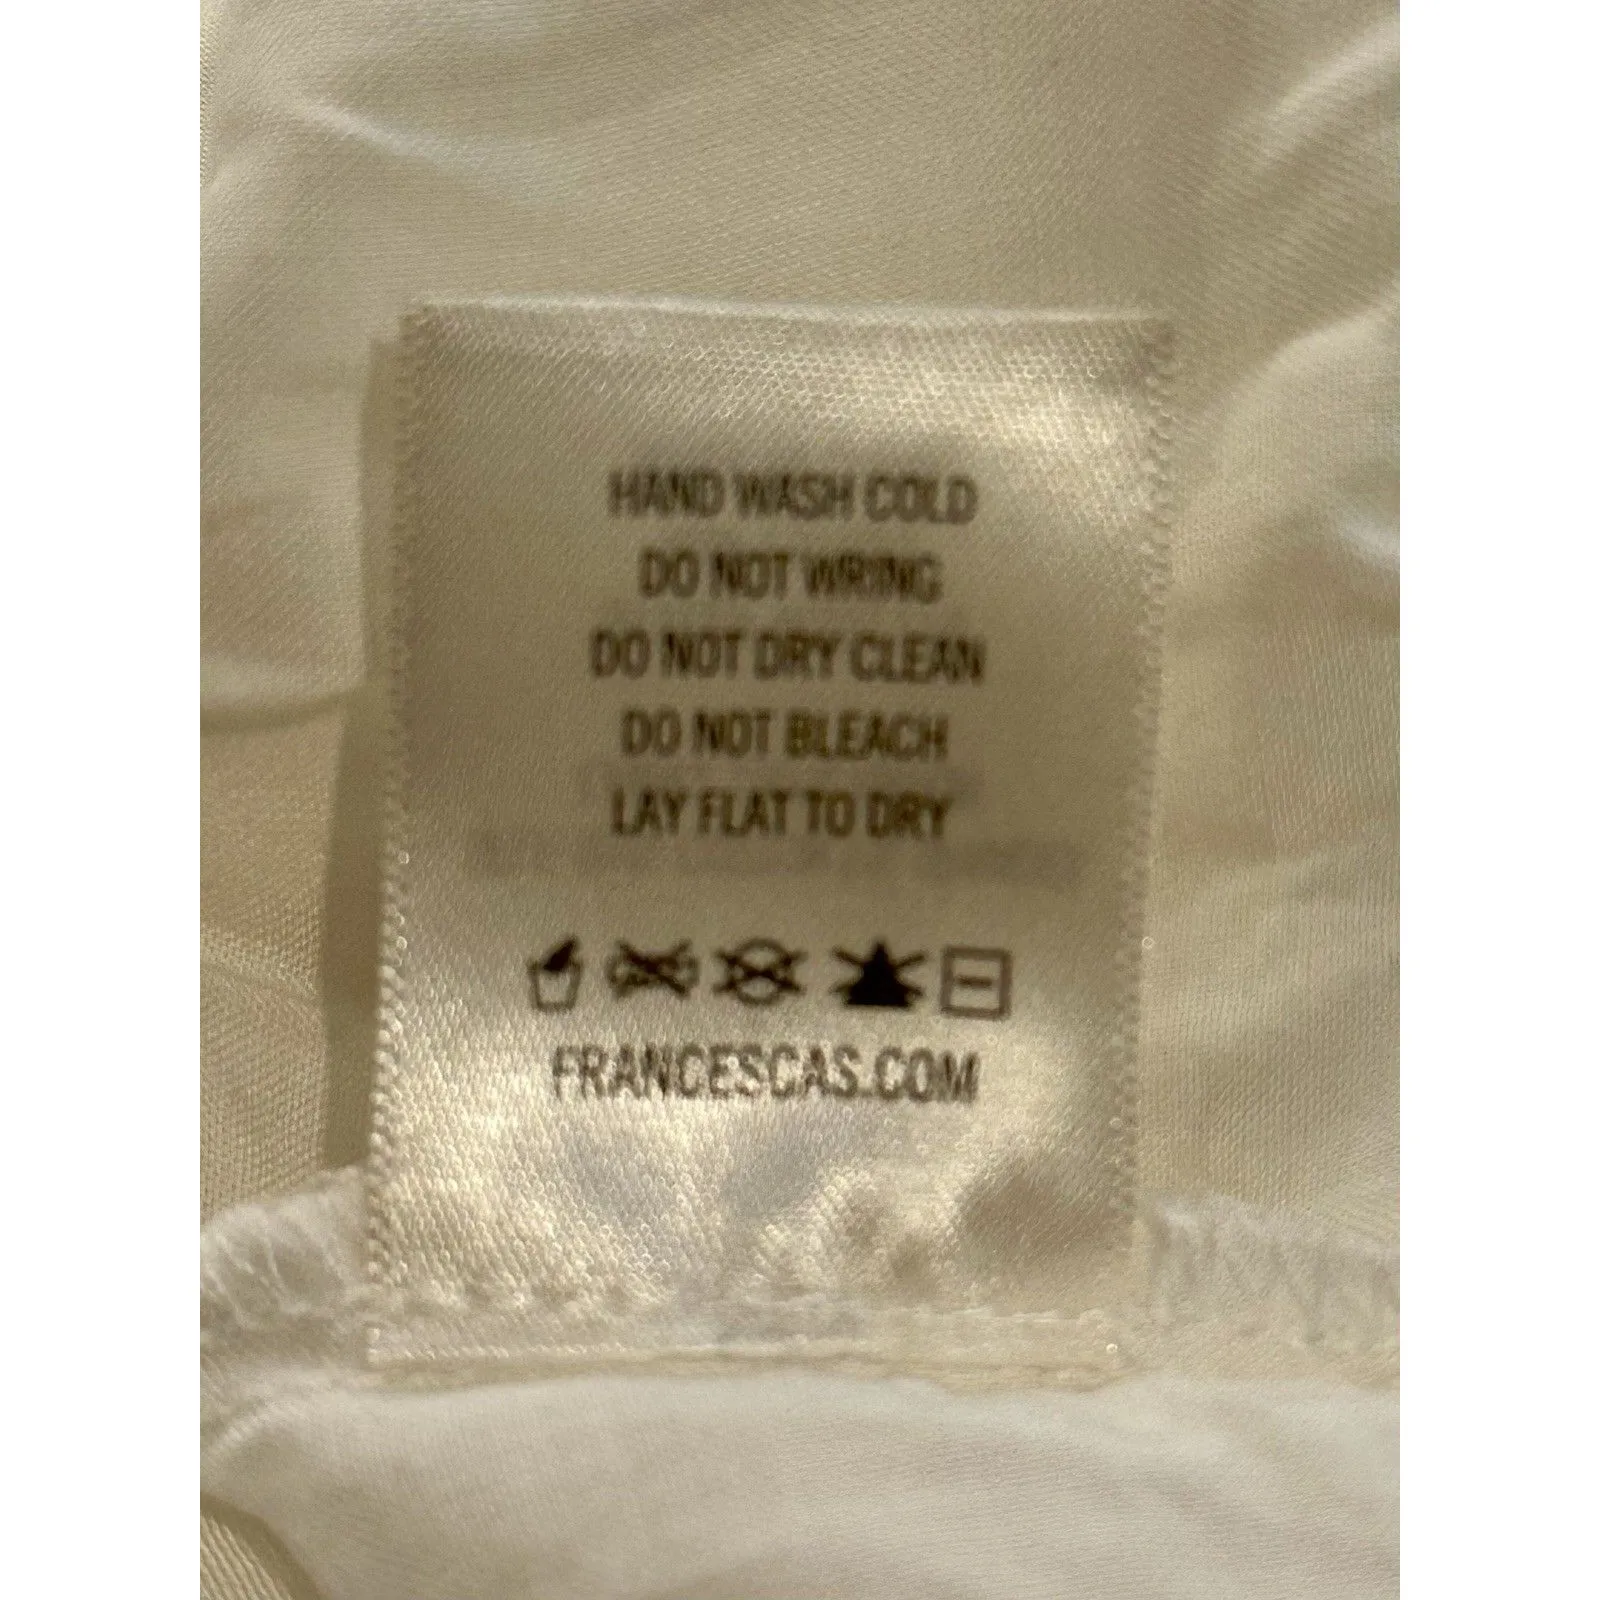 HAND WASH COLD
DO NOT WRING
DO NOT DRY CLEAN
DO NOT BLEACH
LAY FLAT TO DRY
FRANCESCAS.COM